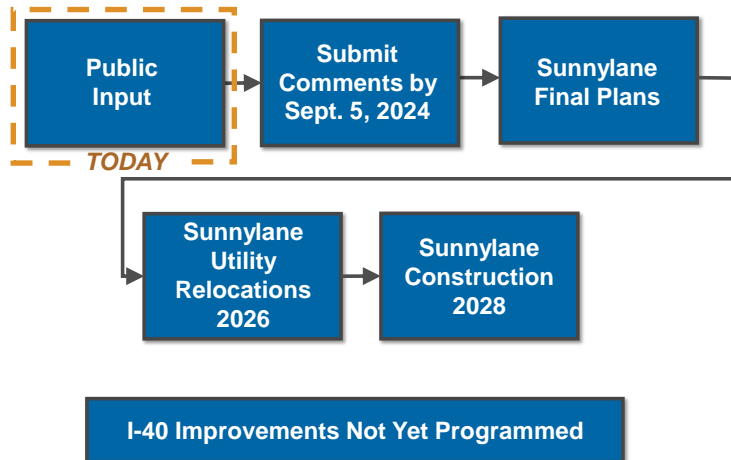 Public
Input
TODAY
Submit
Comments by
Sept. 5, 2024
Sunnylane
Final Plans
Sunnylane
Utility
Relocations
2026
Sunnylane
Construction
2028
I-40 Improvements Not Yet Programmed